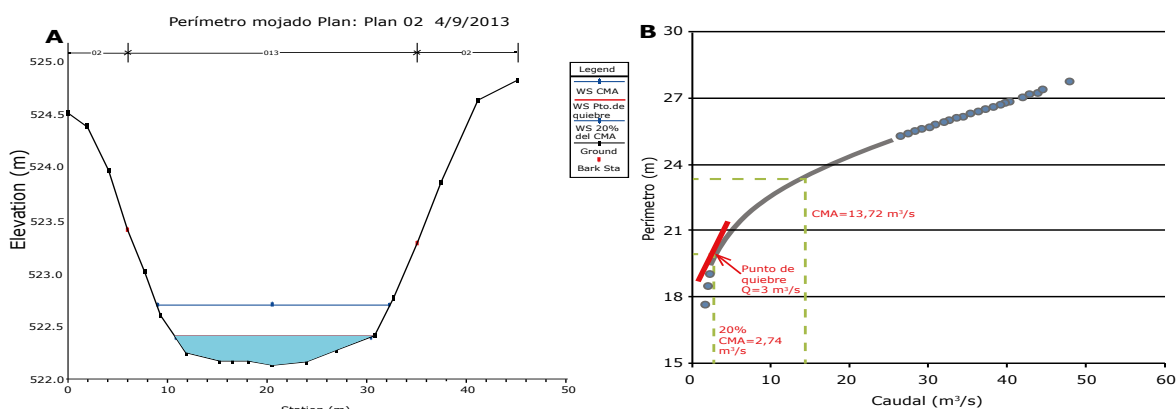 Perímetro mojado Plan: Plan 02 4/9/2013
A
02
013
02
Elevation (m)
525.0
524.5
524.0
523.5
523.0
522.5
522.0
0
10
20
30
40
50
Station (m)
Legend
WS CMA
WS Pto.de
quiebre
WS 20%
del CMA
Ground
Bark Sta
B
Perímetro (m)
30
27
24
21
18
15
CMA=13,72 m³/s
Punto de
quiebre
Q=3 m³/s
20%
CMA=2,74
m³/s
0
10
20
30
40
50
60
Caudal (m³/s)